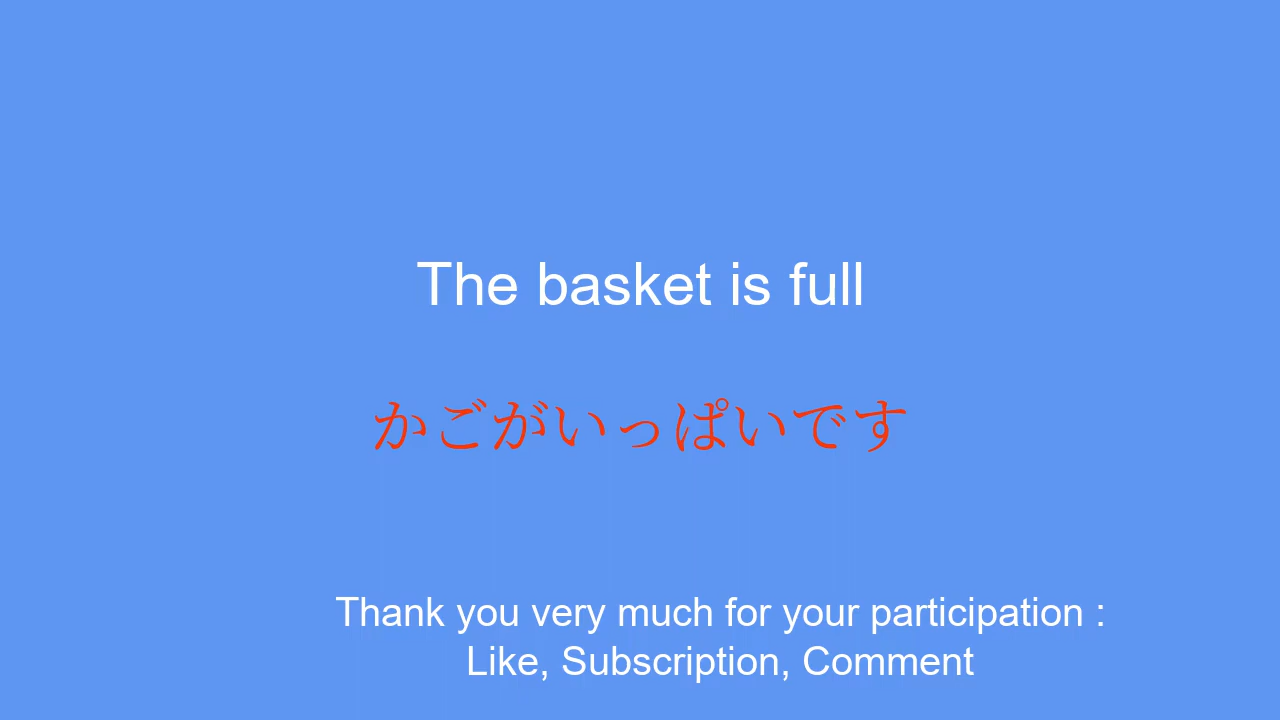 The basket is full
かごがいっぱいです
Thank you very much for your participation :
Like, Subscription, Comment